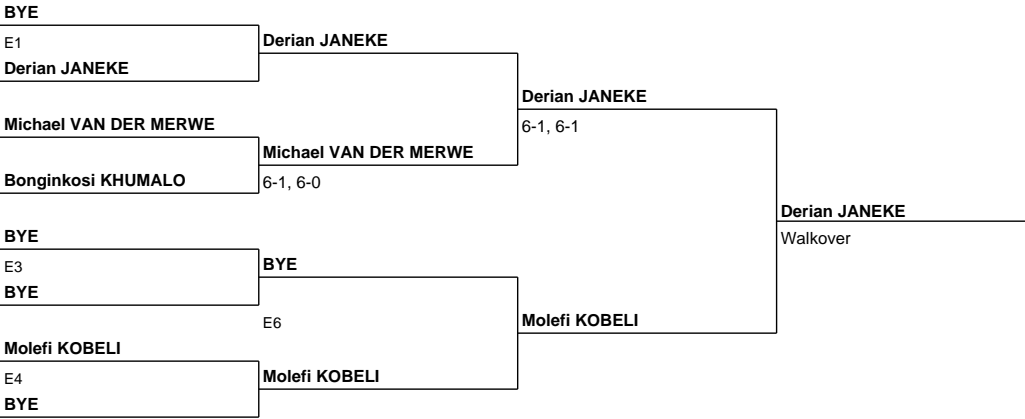 BYE
E1
Derian JANEKE
Derian JANEKE
Derian JANEKE
6-1, 6-1
Michael VAN DER MERWE
Michael VAN DER MERWE
Bonginkosi KHUMALO
6-1, 6-0
Derian JANEKE
Walkover
BYE
E3
BYE
BYE
E6
Molefi KOBELI
Molefi KOBELI
E4
Molefi KOBELI
BYE